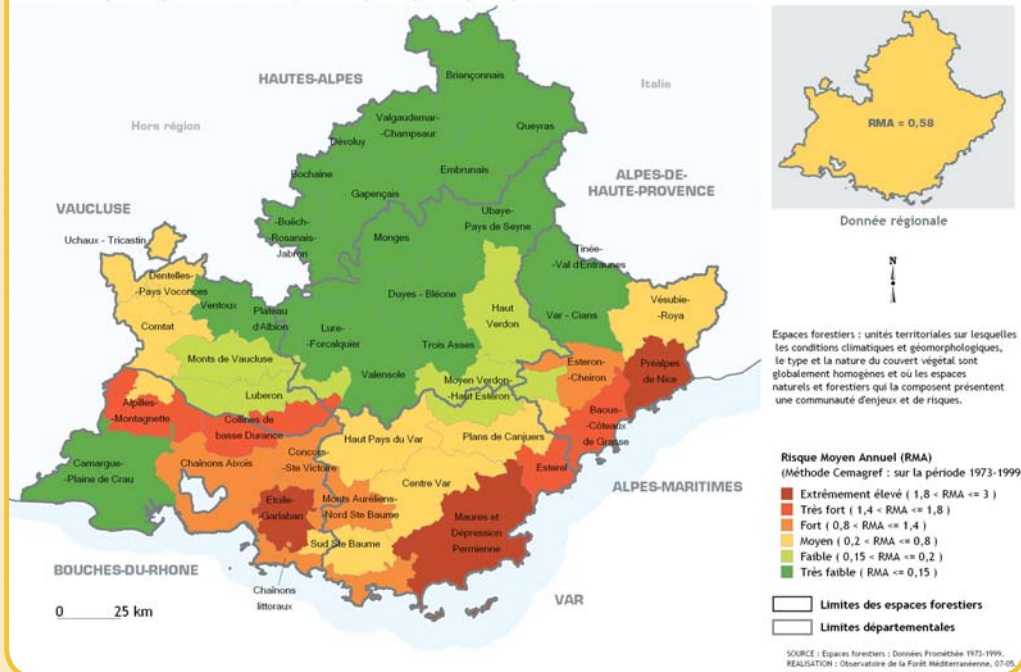 HAUTES-ALPES
Italie
Hors région
Briançonnais
Valgaudemar-
-Champsaur
Queyras
Dévoluy
Bochaine
Embrunais
Gapençais
ALPES-DE-
HAUTE-PROVENCE
VAUCLUSE
Ubaye-
Pays de Seyne
-Buëch-
-Rosanais-
Jabron
Monges
Uchaux - Tricastin
Tinée-
-Val d'Entraunes
Dentelles-
-Pays Voconces
Ventoux
Duyes - Bléone
Haut
Verdon
Vésubie-
-Roya
Plateau
d'Albion
Var - Cians
Comtat
Lure-
-Forcalquier
Trois Asses
Monts de Vaucluse
Esteron-
-Cheiron
Préalpes
de Nice
Valensole
Moyen Verdon-
-Haut Estéron
Luberon
Alpilles-
-Montagnette
Collines de
basse Durance
Baous-
-Côteaux
de Grasse
Haut Pays du Var
Plans de Canjuers
Concors-
-Ste Victoire
Chaînons Aixois
Camargue-
-Plaine de Crau
Esterel
Centre Var
ALPES-MARITIMES
Etoile-
-Garlaban
Monts Auréliens-
-Nord Ste Baume
Maures et
Dépression
Permienne
Sud Ste Baume
BOUCHES-DU-RHONE
Chaînons
littoraux
VAR
0 25 km
RMA = 0,58
Donnée régionale
N
Espaces forestiers : unités territoriales sur lesquelles
les conditions climatiques et géomorphologiques,
le type et la nature du couvert végétal sont
globalement homogènes et où les espaces
naturels et forestiers qui la composent présentent
une communauté d'enjeux et de risques.
Risque Moyen Annuel (RMA)
(Méthode Cemagref : sur la période 1973-1999
Extrêmement élevé ( 1,8 < RMA <= 3 )
Très fort ( 1,4 < RMA <= 1,8 )
Fort ( 0,8 < RMA <= 1,4 )
Moyen ( 0,2 < RMA <= 0,8 )
Faible ( 0,15 < RMA <= 0,2 )
Très faible ( RMA <= 0,15 )
Limites des espaces forestiers
Limites départementales
SOURCE : Espaces forestiers ; Données Prométhée 1973-1999.
REALISATION : Observatoire de la Forêt Méditerranéenne, 07-05.